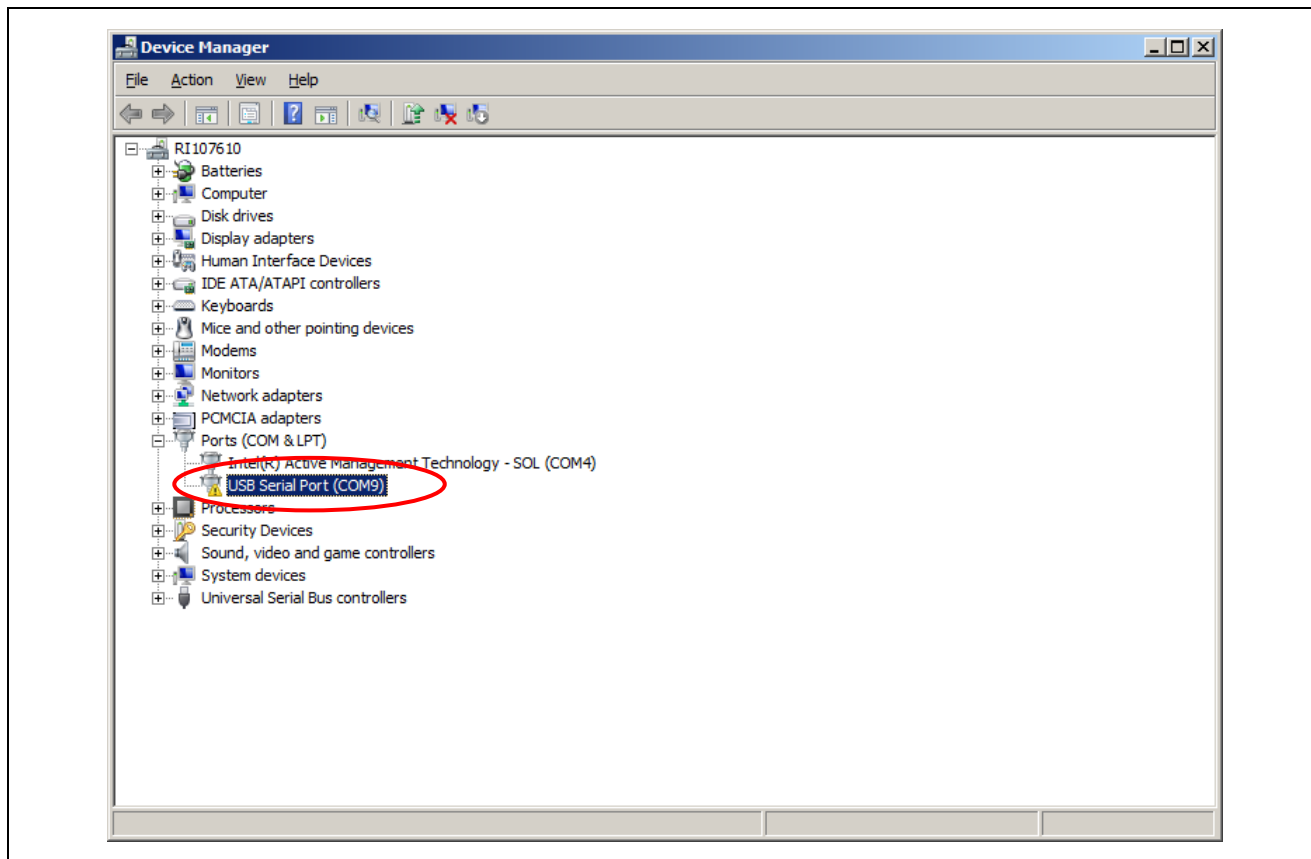 Device Manager
File Action View Help
RI107610
Batteries
Computer
Disk drives
Display adapters
Human Interface Devices
IDE ATA/ATAPI controllers
Keyboards
Mice and other pointing devices
Modems
Monitors
Network adapters
PCMCIA adapters
Ports (COM & LPT)
Intel(R) Active Management Technology - SOL (COM4)
USB Serial Port (COM9)
Processors
Security Devices
Sound, video and game controllers
System devices
Universal Serial Bus controllers